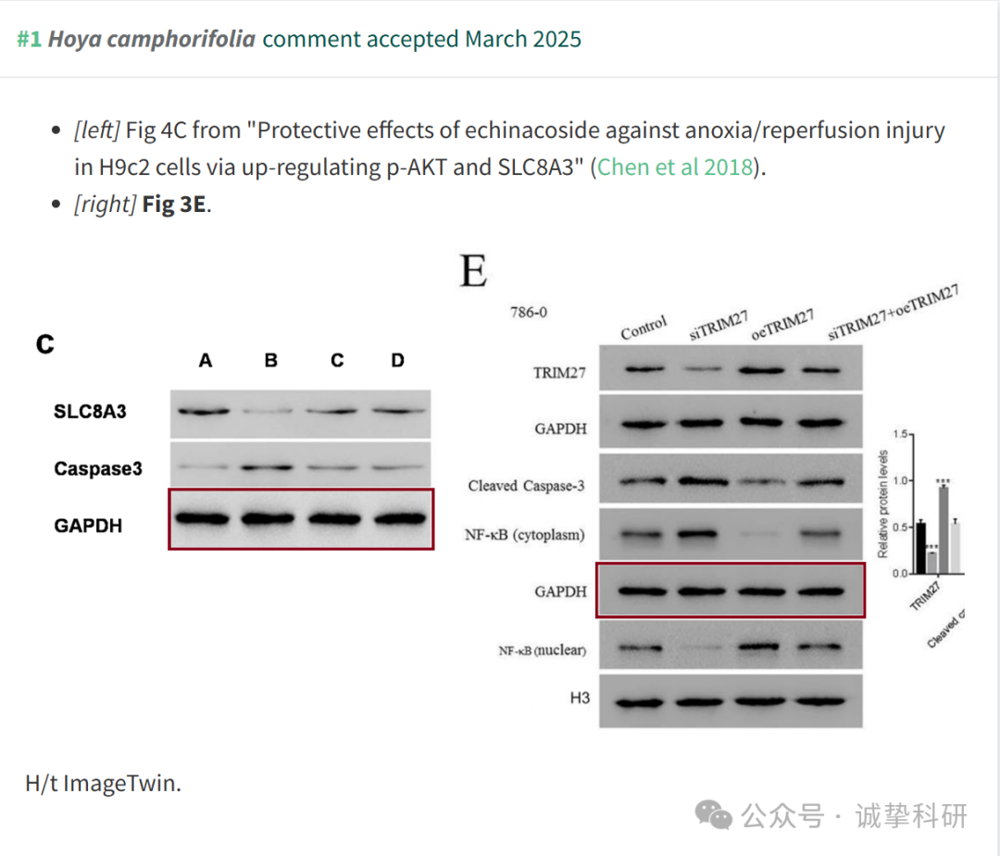 #1 Hoya camphorifolia comment accepted March 2025
• [left] Fig 4C from "Protective effects of echinacoside against anoxia/reperfusion injury
in H9c2 cells via up-regulating p-AKT and SLC8A3" (Chen et al 2018).
• [right] Fig 3E.
C
A B C D
SLC8A3
Caspase3
GAPDH
E
786-0
Control siTRIM27 oeTRIM27 siTRIM27+oeTRIM27
TRIM27
GAPDH
Cleaved Caspase-3
NF-κB (cytoplasm)
GAPDH
NF-κB (nuclear)
H3
Relative protein levels
1.5
1.0
0.5
0.0
***
***
TRIM27
Cleaved
H/t ImageTwin.
公众号 · 诚挚科研